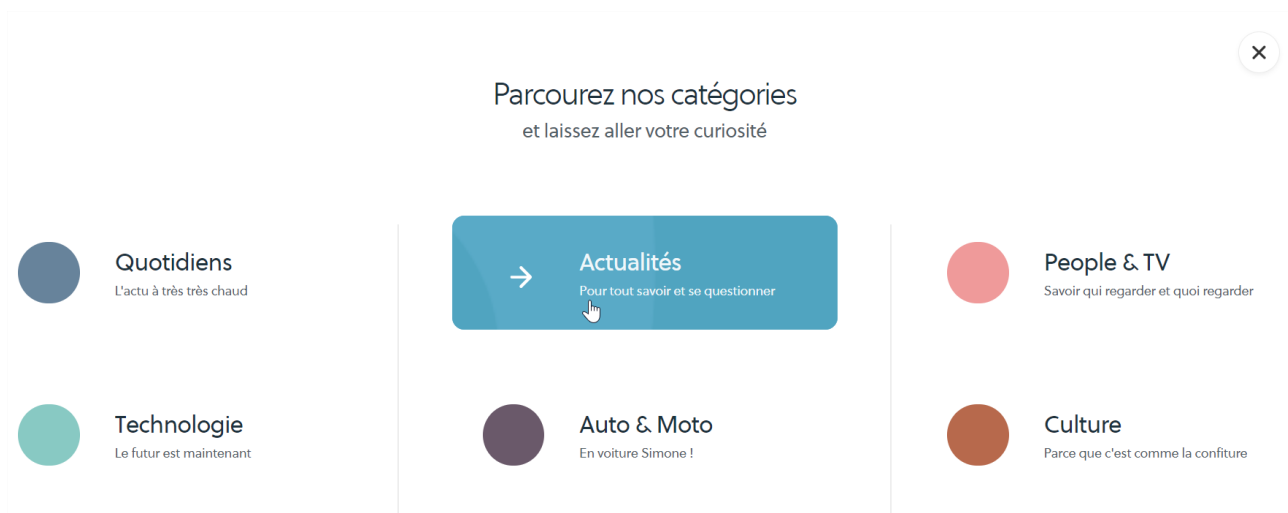 Parcourez nos catégories
et laissez aller votre curiosité
Quotidiens
L'actu à très très chaud
Actualités
Pour tout savoir et se questionner
People & TV
Savoir qui regarder et quoi regarder
Technologie
Le futur est maintenant
Auto & Moto
En voiture Simone !
Culture
Parce que c'est comme la confiture